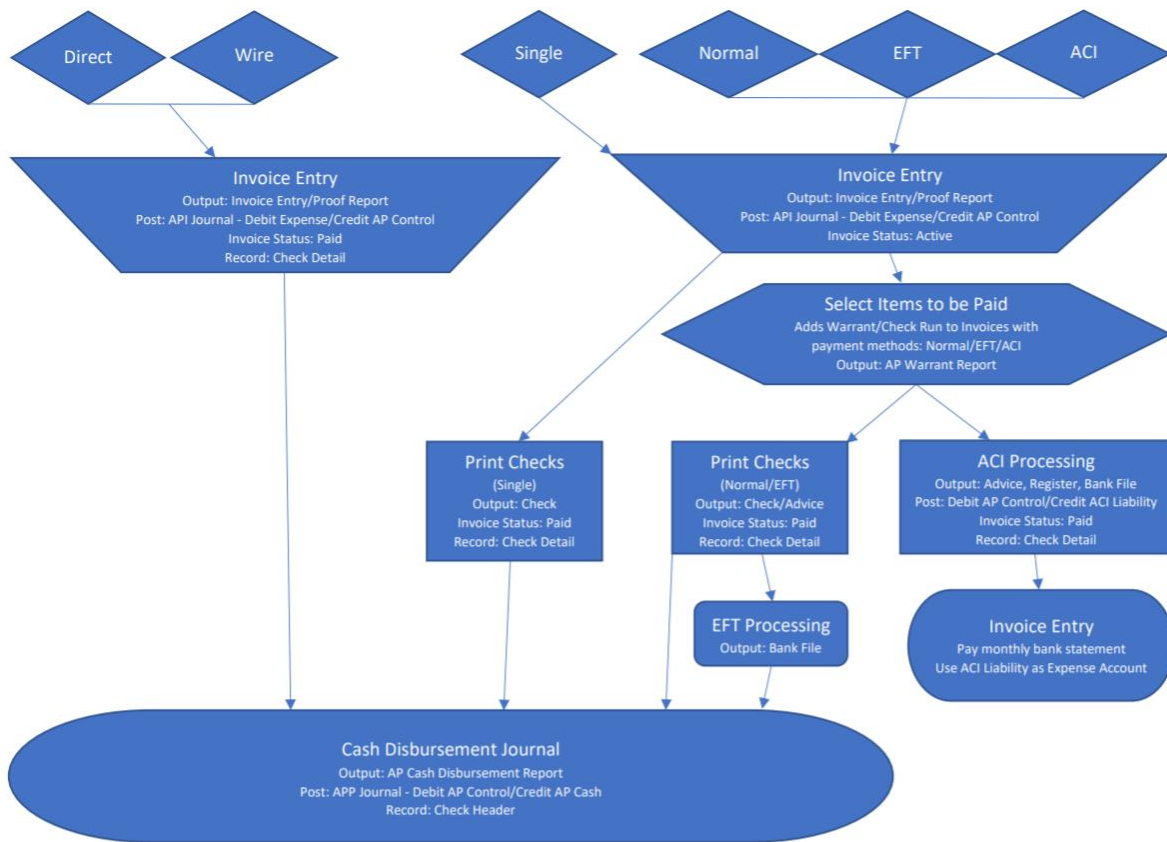 Direct
Wire
Single
Normal
EFT
ACI
Invoice Entry
Output: Invoice Entry/Proof Report
Post: API Journal - Debit Expense/Credit AP Control
Invoice Status: Paid
Record: Check Detail
Invoice Entry
Output: Invoice Entry/Proof Report
Post: API Journal - Debit Expense/Credit AP Control
Invoice Status: Active
Select Items to be Paid
Adds Warrant/Check Run to Invoices with
payment methods: Normal/EFT/ACI
Output: AP Warrant Report
Print Checks
(Single)
Output: Check
Invoice Status: Paid
Record: Check Detail
Print Checks
(Normal/EFT)
Output: Check/Advice
Invoice Status: Paid
Record: Check Detail
ACI Processing
Output: Advice, Register, Bank File
Post: Debit AP Control/Credit ACI Liability
Invoice Status: Paid
Record: Check Detail
EFT Processing
Output: Bank File
Invoice Entry
Pay monthly bank statement
Use ACI Liability as Expense Account
Cash Disbursement Journal
Output: AP Cash Disbursement Report
Post: APP Journal - Debit AP Control/Credit AP Cash
Record: Check Header